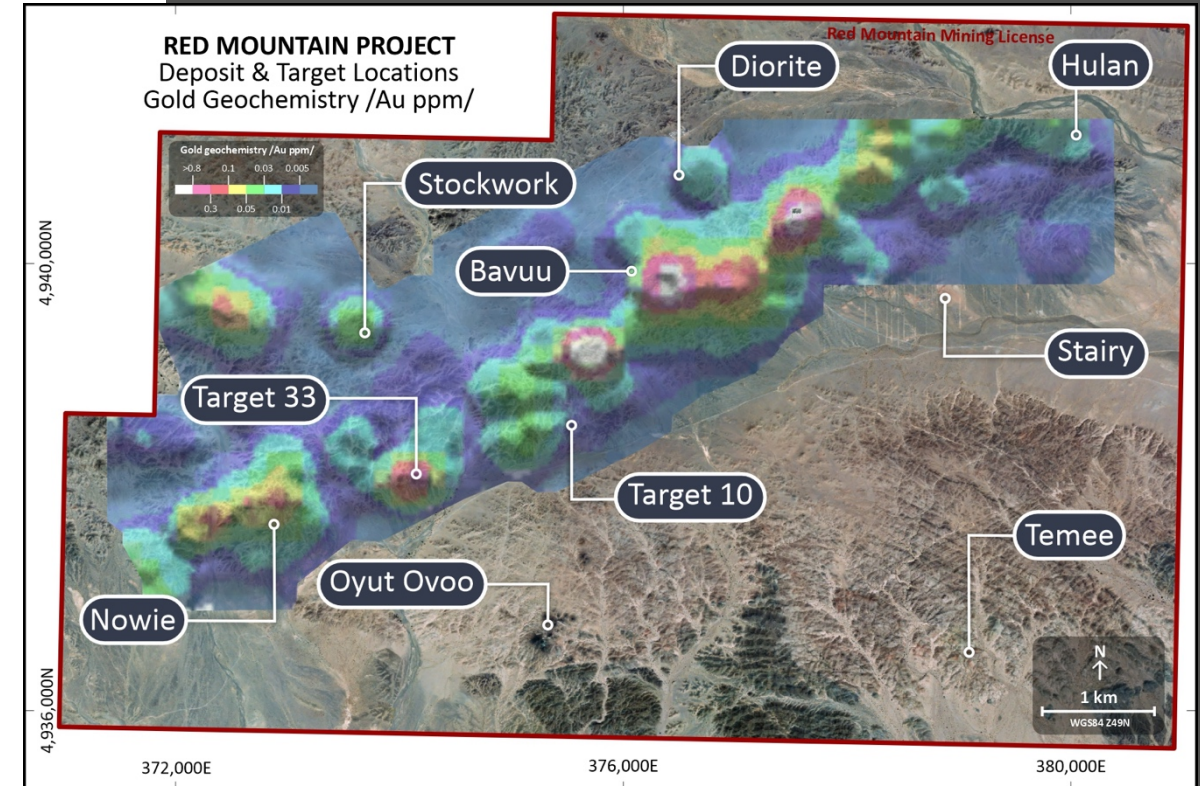 RED MOUNTAIN PROJECT
Deposit & Target Locations
Gold Geochemistry /Au ppm/
Red Mountain Mining License
Diorite
Hulan
Gold geochemistry /Au ppm/
>0.8 0.1 0.03 0.005
0.3 0.05 0.01
Stockwork
Bavuu
4,940,000N
Stairy
Target 33
Target 10
Temee
Oyut Ovoo
Nowie
N
1 km
WGS84 Z49N
4,936,000N
372,000E
376,000E
380,000E